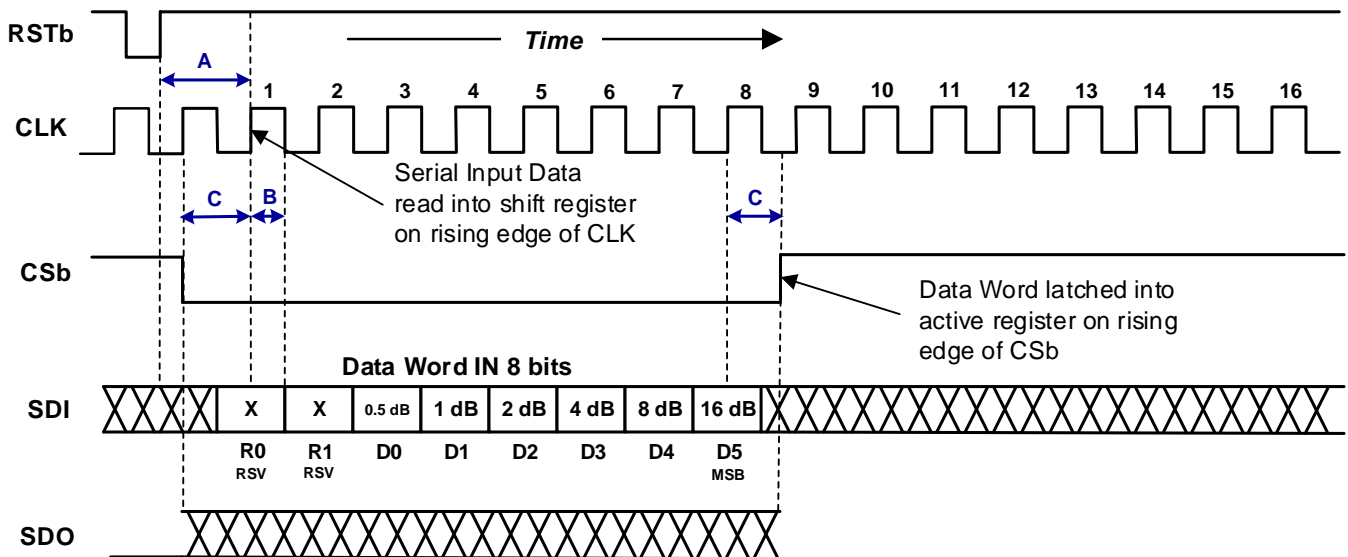 RSTb
Time
A
1 2 3 4 5 6 7 8 9 10 11 12 13 14 15 16
CLK
Serial Input Data
read into shift register
on rising edge of CLK
C B C
CSb
Data Word latched into
active register on rising
edge of CSb
Data Word IN 8 bits
SDI X X 0.5 dB 1 dB 2 dB 4 dB 8 dB 16 dB
R0 R1 D0 D1 D2 D3 D4 D5
RSV RSV MSB
SDO